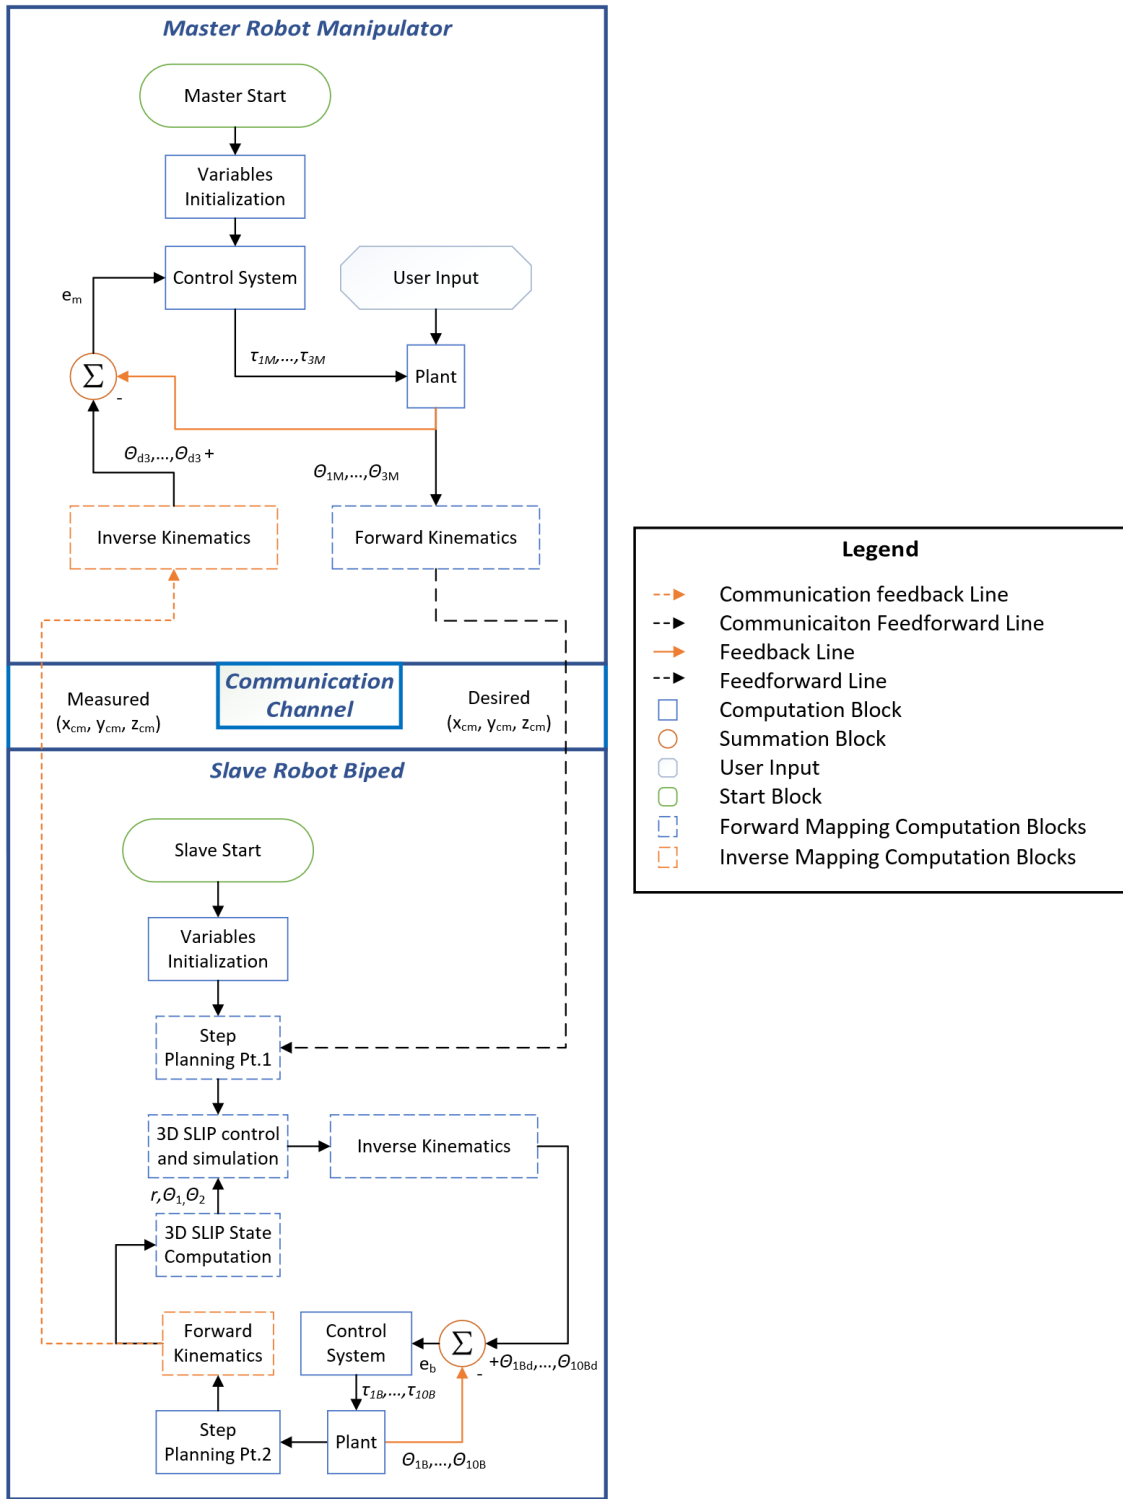 Master Robot Manipulator
Master Start
Variables
Initialization
Control System
User Input
eₘ
τ₁M,...,τ₃M
Plant
Σ
-
Θd3,...,Θd3 +
Θ1M,...,Θ3M
Inverse Kinematics
Forward Kinematics
Measured
(xcm, ycm, zcm)
Communication
Channel
Desired
(xcm, ycm, zcm)
Slave Robot Biped
Slave Start
Variables
Initialization
Step
Planning Pt.1
3D SLIP control
and simulation
Inverse Kinematics
r,Θ1,Θ2
3D SLIP State
Computation
Forward
Kinematics
Control
System
eb
Σ
+Θ1Bd,...,Θ10Bd
-
τ1B,...,τ10B
Step
Planning Pt.2
Plant
Θ1B,...,Θ10B
Legend
Communication feedback Line
Communicaiton Feedforward Line
Feedback Line
Feedforward Line
Computation Block
Summation Block
User Input
Start Block
Forward Mapping Computation Blocks
Inverse Mapping Computation Blocks